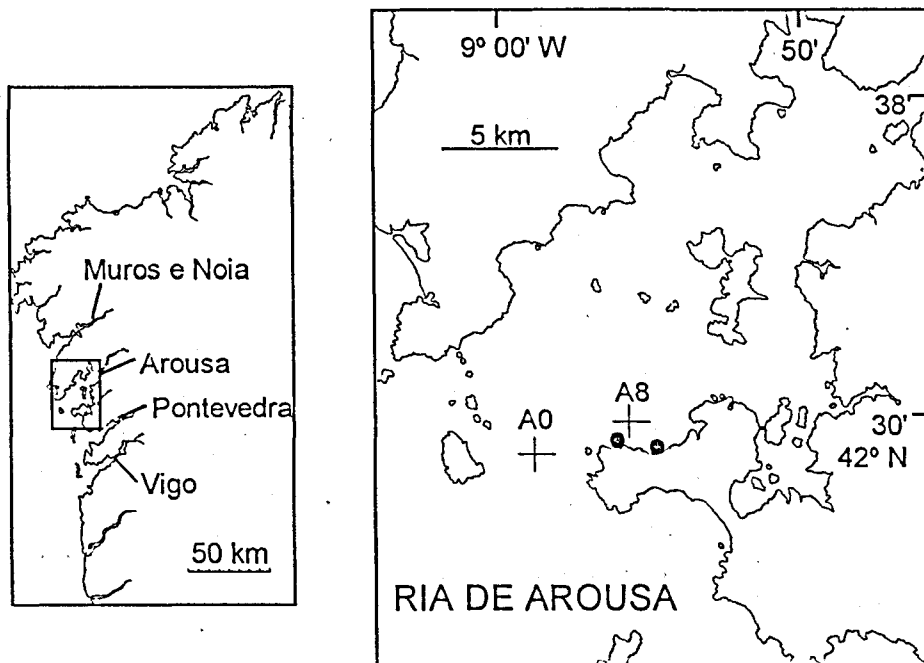 Muros e Noia
Arousa
Pontevedra
Vigo
50 km
9º 00' W
50'
38'
5 km
A8
A0
30'
42º N
RIA DE AROUSA